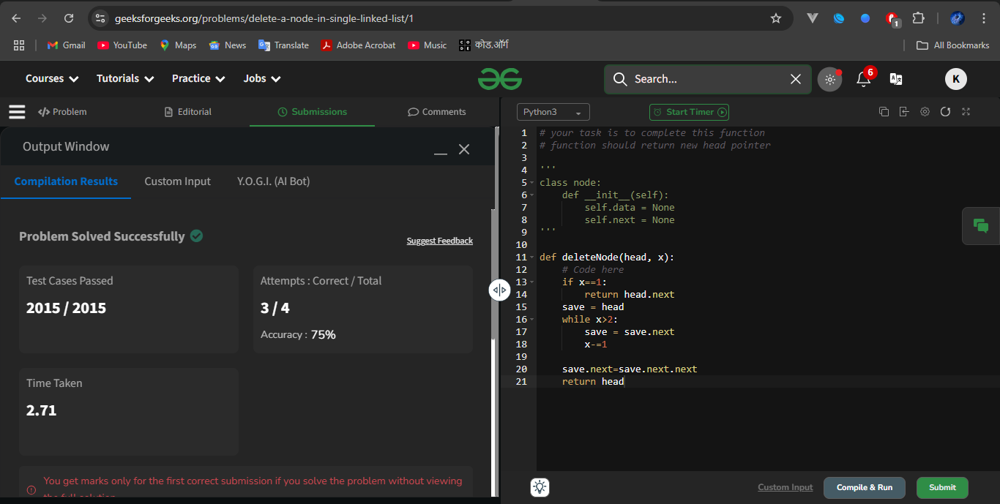 geeksforgeeks.org/problems/delete-a-node-in-single-linked-list/1
1
Gmail YouTube Maps News Translate Adobe Acrobat Music कोड.ऑर्ग All Bookmarks
Courses Tutorials Practice Jobs Search... 6 K
Problem Editorial Submissions Comments
Output Window
Compilation Results Custom Input Y.O.G.I. (AI Bot)
Problem Solved Successfully
Suggest Feedback
Test Cases Passed
2015 / 2015
Attempts : Correct / Total
3 / 4
Accuracy : 75%
Time Taken
2.71
You get marks only for the first correct submission if you solve the problem without viewing
the full solution
Python3 Start Timer
1 # your task is to complete this function
2 # function should return new head pointer
3
4 '''
5 class node:
6 def __init__(self):
7 self.data = None
8 self.next = None
9 '''
10
11 def deleteNode(head, x):
12 # Code here
13 if x==1:
14 return head.next
15 save = head
16 while x>2:
17 save = save.next
18 x-=1
19
20 save.next=save.next.next
21 return head
Custom Input Compile & Run Submit